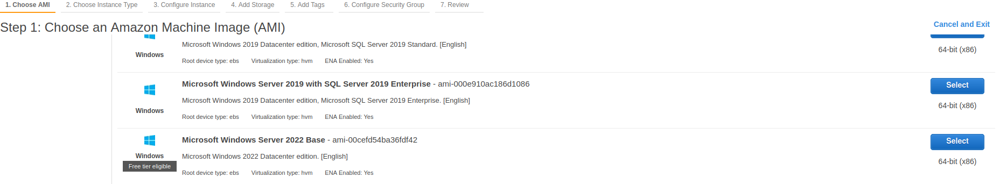 1. Choose AMI 2. Choose Instance Type 3. Configure Instance 4. Add Storage 5. Add Tags 6. Configure Security Group 7. Review
Step 1: Choose an Amazon Machine Image (AMI) Cancel and Exit
Microsoft Windows 2019 Datacenter edition, Microsoft SQL Server 2019 Standard. [English]
64-bit (x86)
Windows
Root device type: ebs Virtualization type: hvm ENA Enabled: Yes
Microsoft Windows Server 2019 with SQL Server 2019 Enterprise - ami-000e910ac186d1086 Select
Microsoft Windows 2019 Datacenter edition, Microsoft SQL Server 2019 Enterprise. [English]
64-bit (x86)
Windows
Root device type: ebs Virtualization type: hvm ENA Enabled: Yes
Microsoft Windows Server 2022 Base - ami-00cefd54ba36fdf42 Select
Windows Microsoft Windows 2022 Datacenter edition. [English]
64-bit (x86)
Free tier eligible
Root device type: ebs Virtualization type: hvm ENA Enabled: Yes